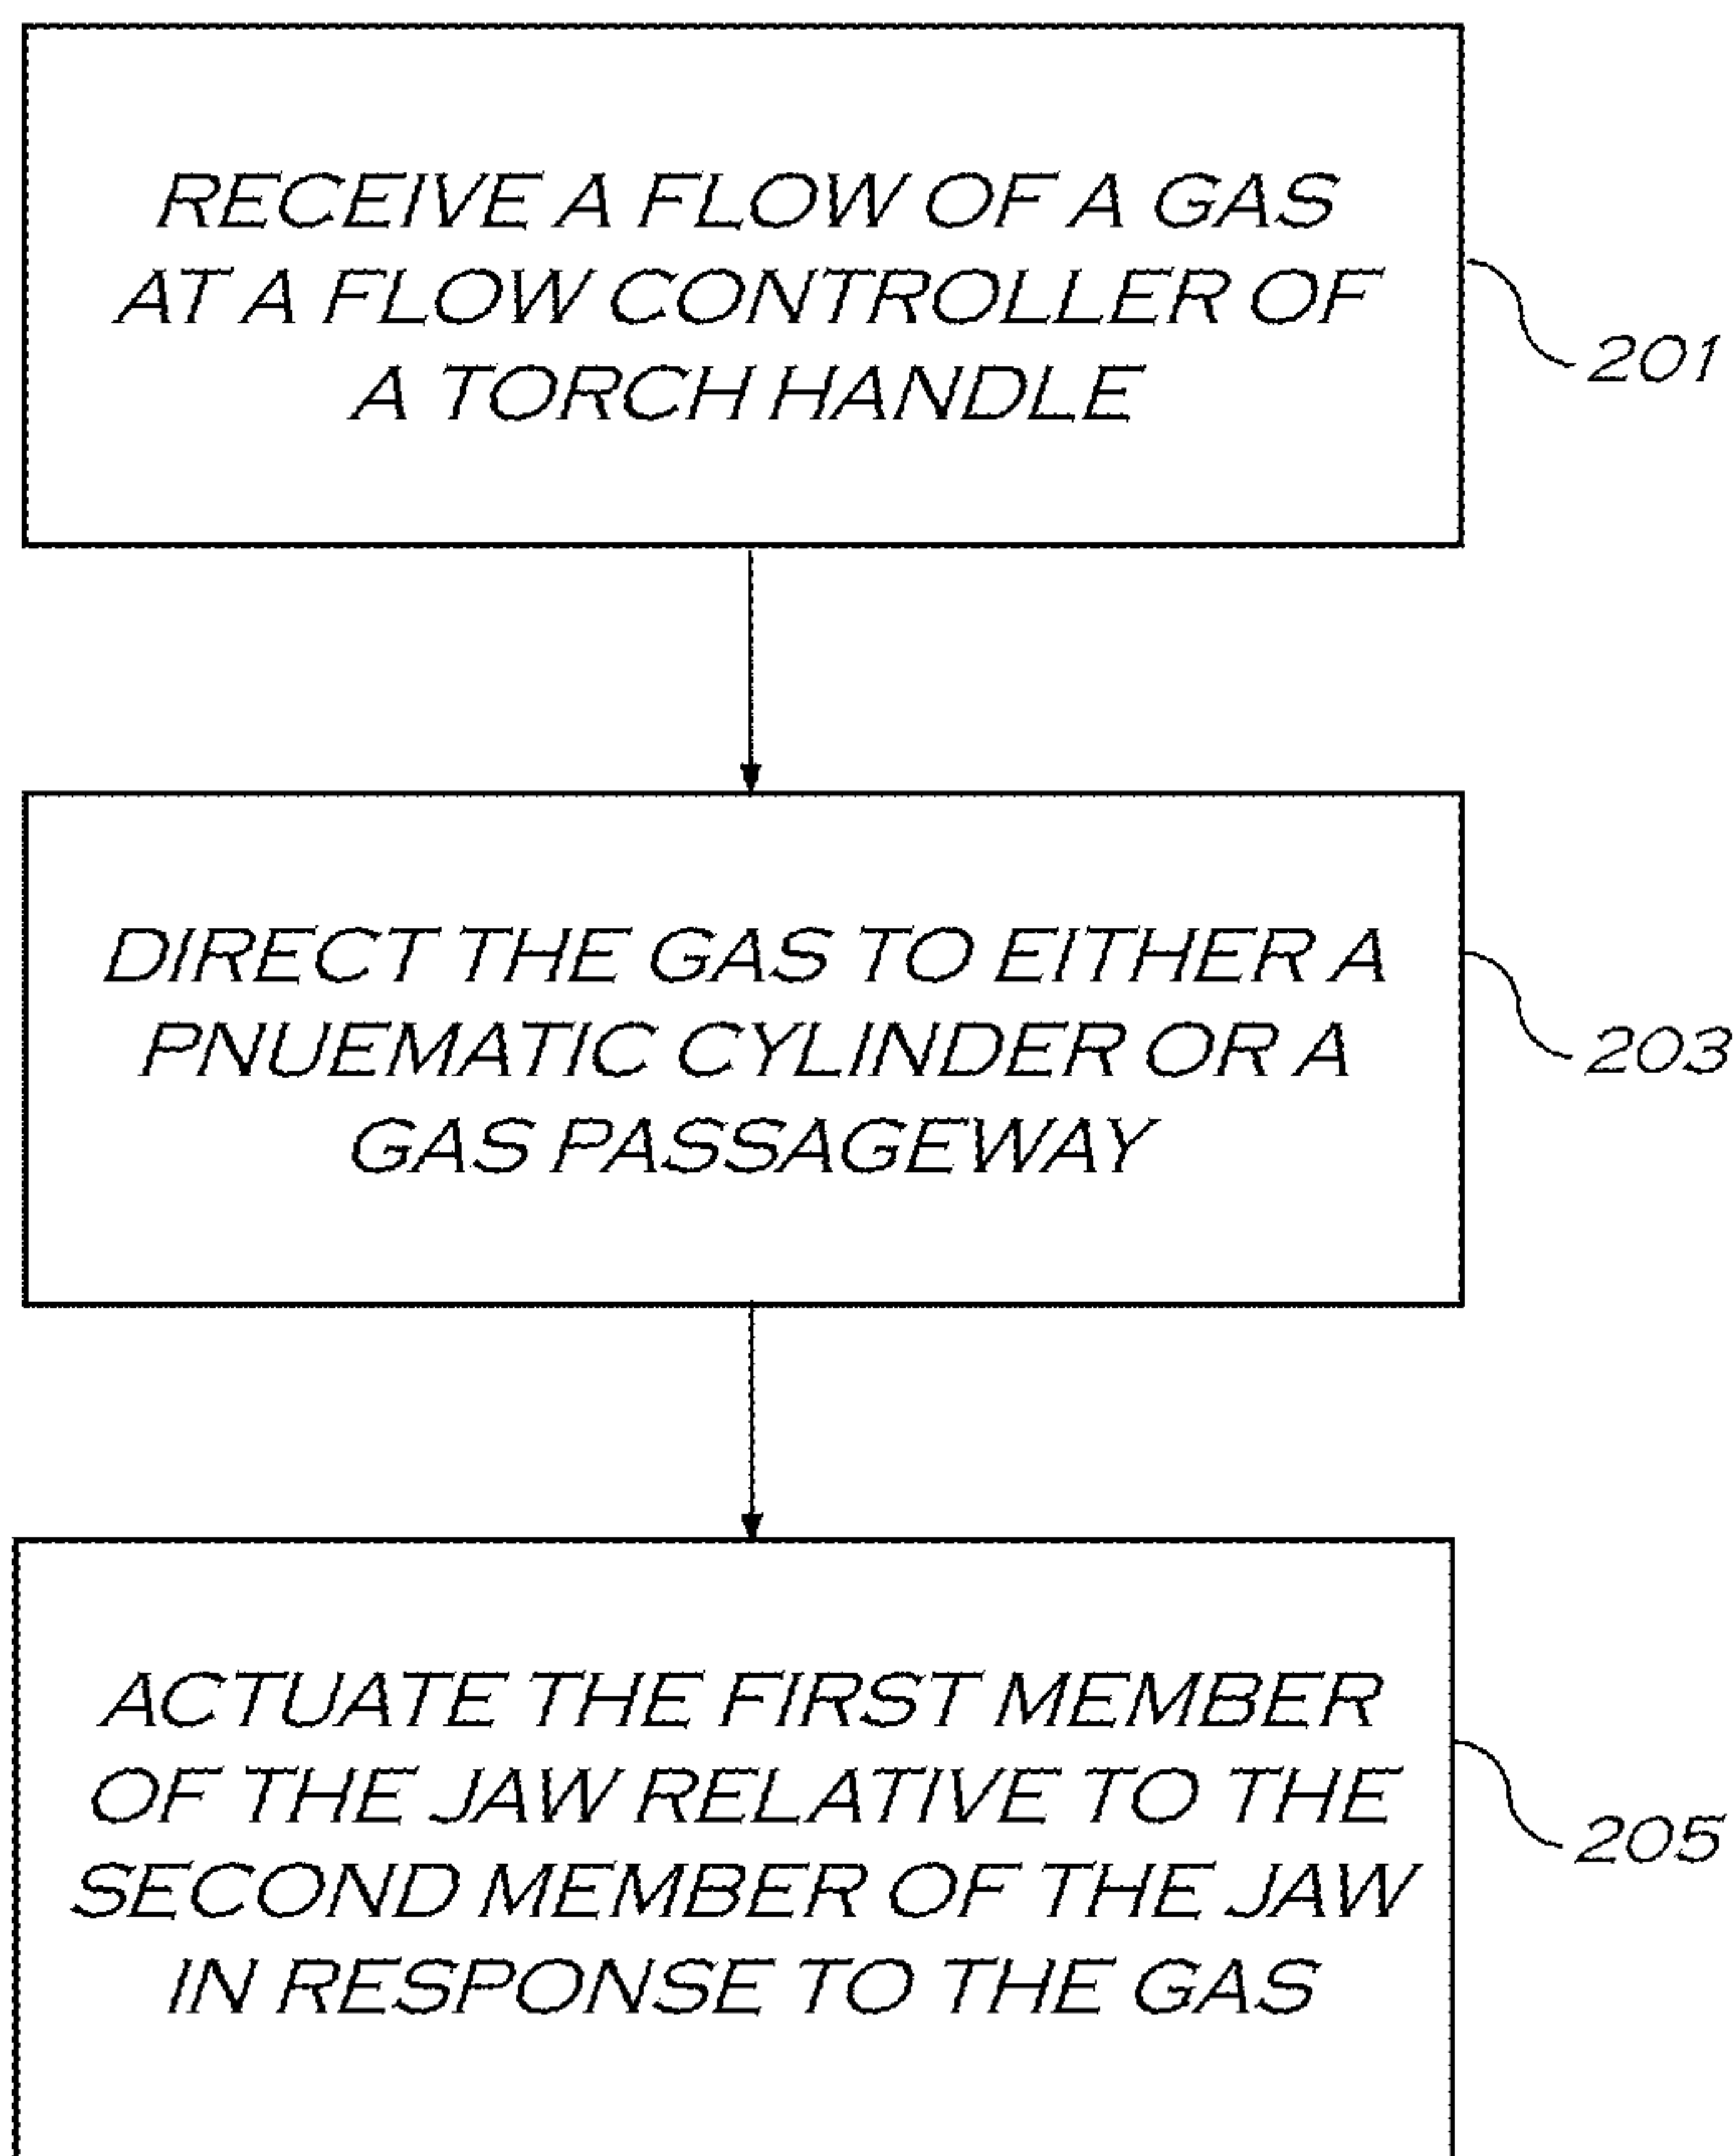 RECEIVE A FLOW OF A GAS
AT A FLOW CONTROLLER OF
A TORCH HANDLE
201
DIRECT THE GAS TO EITHER A
PNUEMATIC CYLINDER OR A
GAS PASSAGEWAY
203
ACTUATE THE FIRST MEMBER
OF THE JAW RELATIVE TO THE
SECOND MEMBER OF THE JAW
IN RESPONSE TO THE GAS
205